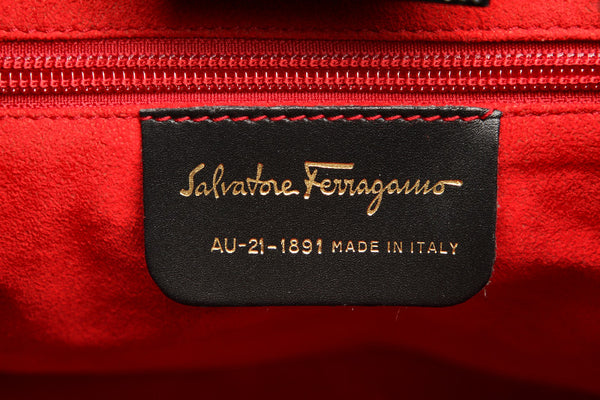 Salvatore Ferragamo
AU-21-1891 MADE IN ITALY